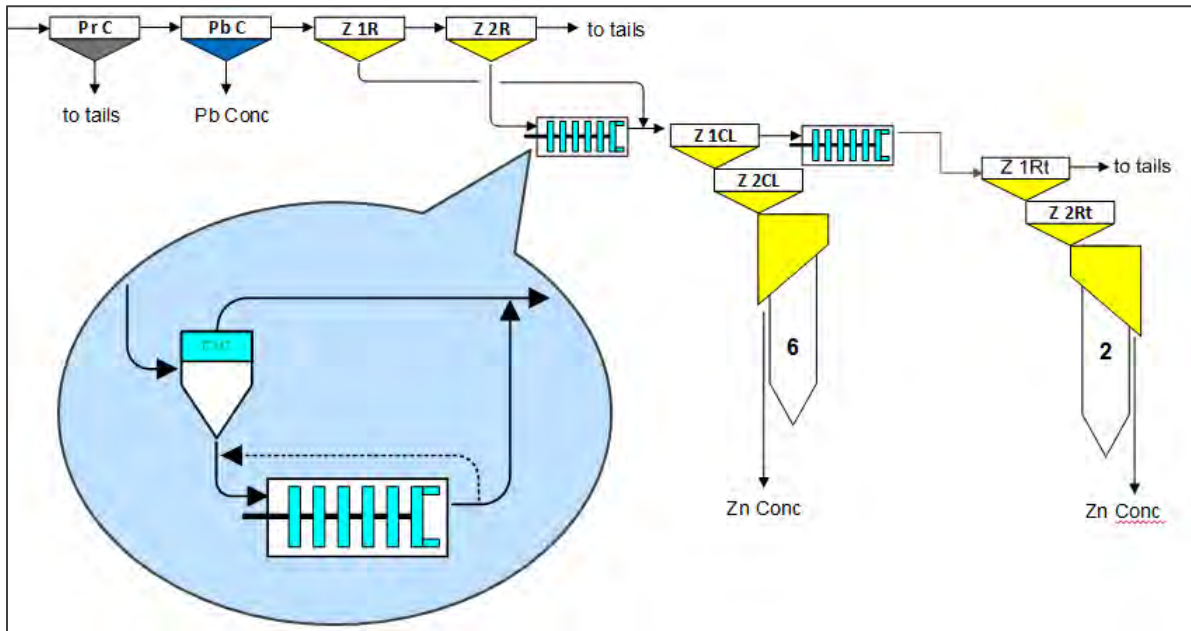 Pr C
Pb C
Z 1R
Z 2R
to tails
to tails
Pb Conc
Z 1CL
Z 2CL
Z 1Rt
to tails
Z 2Rt
6
2
Zn Conc
Zn Conc